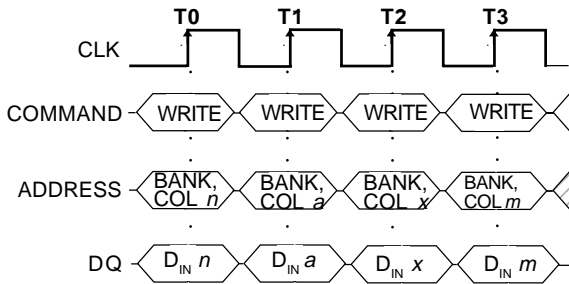 T0 T1 T2 T3
CLK
COMMAND WRITE WRITE WRITE WRITE
BANK, BANK, BANK, BANK,
ADDRESS
COL n COL a COL x COL m
DQ DIN n DIN a DIN x DIN m